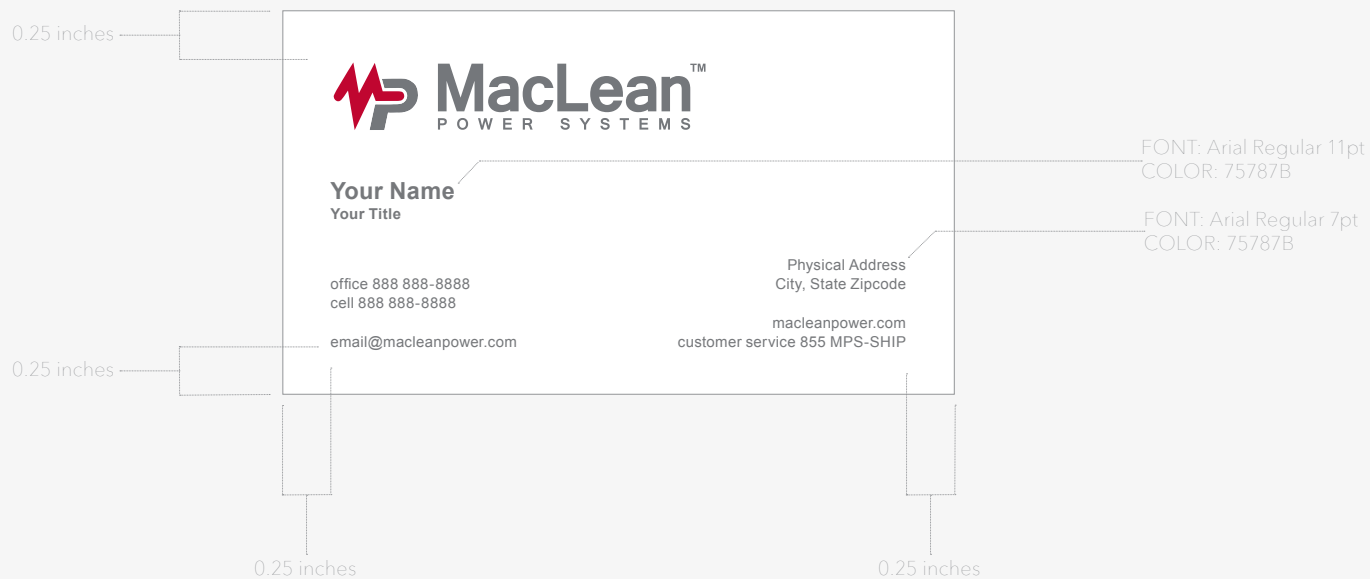 0.25 inches
MP MacLean™
POWER SYSTEMS
FONT: Arial Regular 11pt
COLOR: 75787B
Your Name
Your Title
FONT: Arial Regular 7pt
COLOR: 75787B
Physical Address
City, State Zipcode
office 888 888-8888
cell 888 888-8888
macleanpower.com
customer service 855 MPS-SHIP
email@macleanpower.com
0.25 inches
0.25 inches
0.25 inches